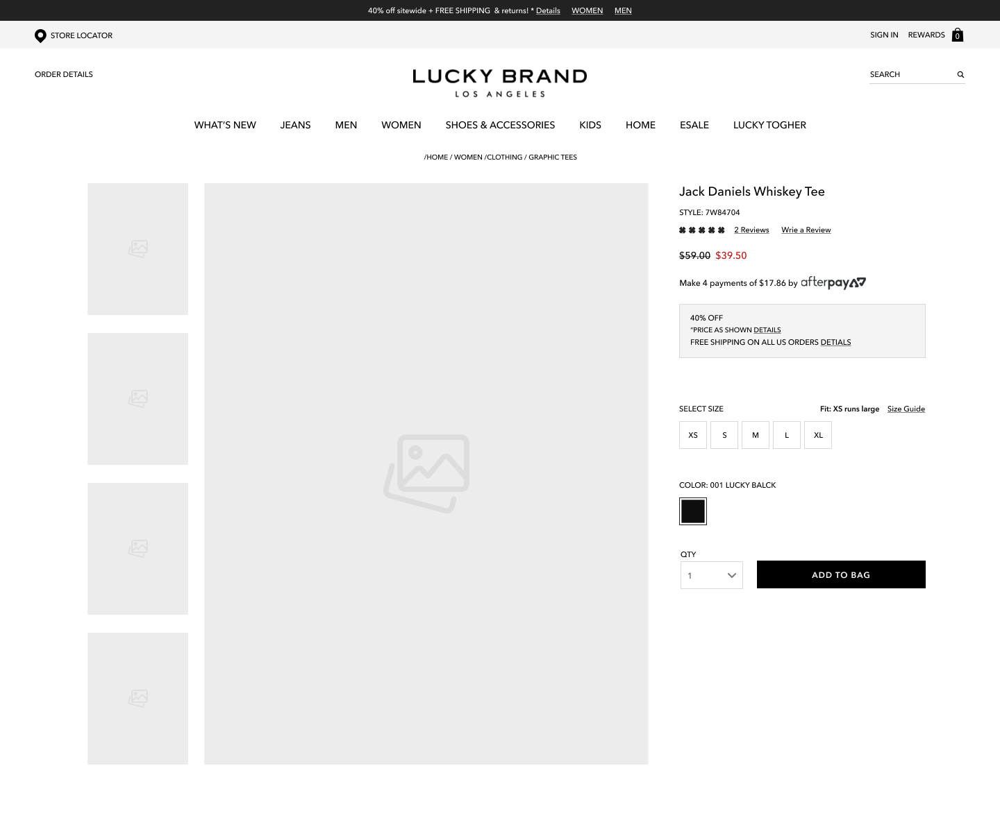 40% off sitewide + FREE SHIPPING & returns! * Details WOMEN MEN
STORE LOCATOR
SIGN IN REWARDS 0
ORDER DETAILS
LUCKY BRAND
LOS ANGELES
SEARCH
WHAT'S NEW JEANS MEN WOMEN SHOES & ACCESSORIES KIDS HOME ESALE LUCKY TOGHER
/HOME / WOMEN /CLOTHING / GRAPHIC TEES
Jack Daniels Whiskey Tee
STYLE: 7W84704
2 Reviews Wrie a Review
$59.00 $39.50
Make 4 payments of $17.86 by afterpay
40% OFF
"PRICE AS SHOWN DETAILS
FREE SHIPPING ON ALL US ORDERS DETIALS
SELECT SIZE Fit: XS runs large Size Guide
XS S M L XL
COLOR: 001 LUCKY BALCK
QTY
1 ADD TO BAG